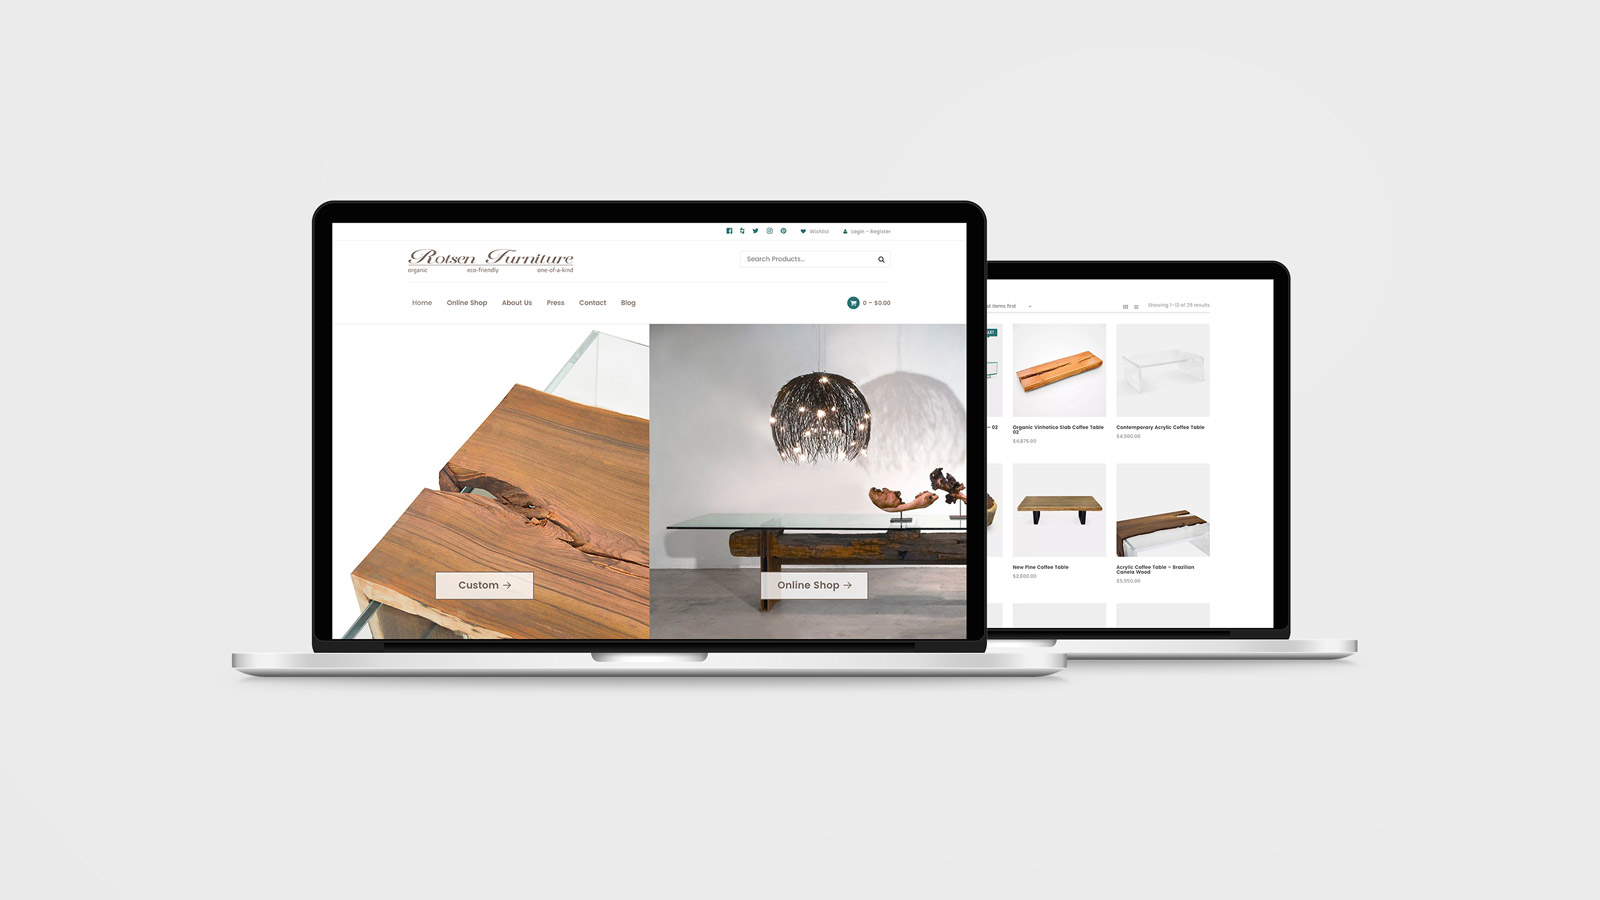 Wishlist
Login - Register
Rotsen Furniture
organic eco-friendly one-of-a-kind
Search Products...
Home Online Shop About Us Press Contact Blog
0 - $0.00
Custom →
Online Shop →
items first
Showing 1–12 of 29 results
– 02
Organic Vinhatico Slab Coffee Table
02
$4,875.00
Contemporary Acrylic Coffee Table
$4,500.00
New Pine Coffee Table
$2,800.00
Acrylic Coffee Table – Brazilian
Canela Wood
$5,950.00